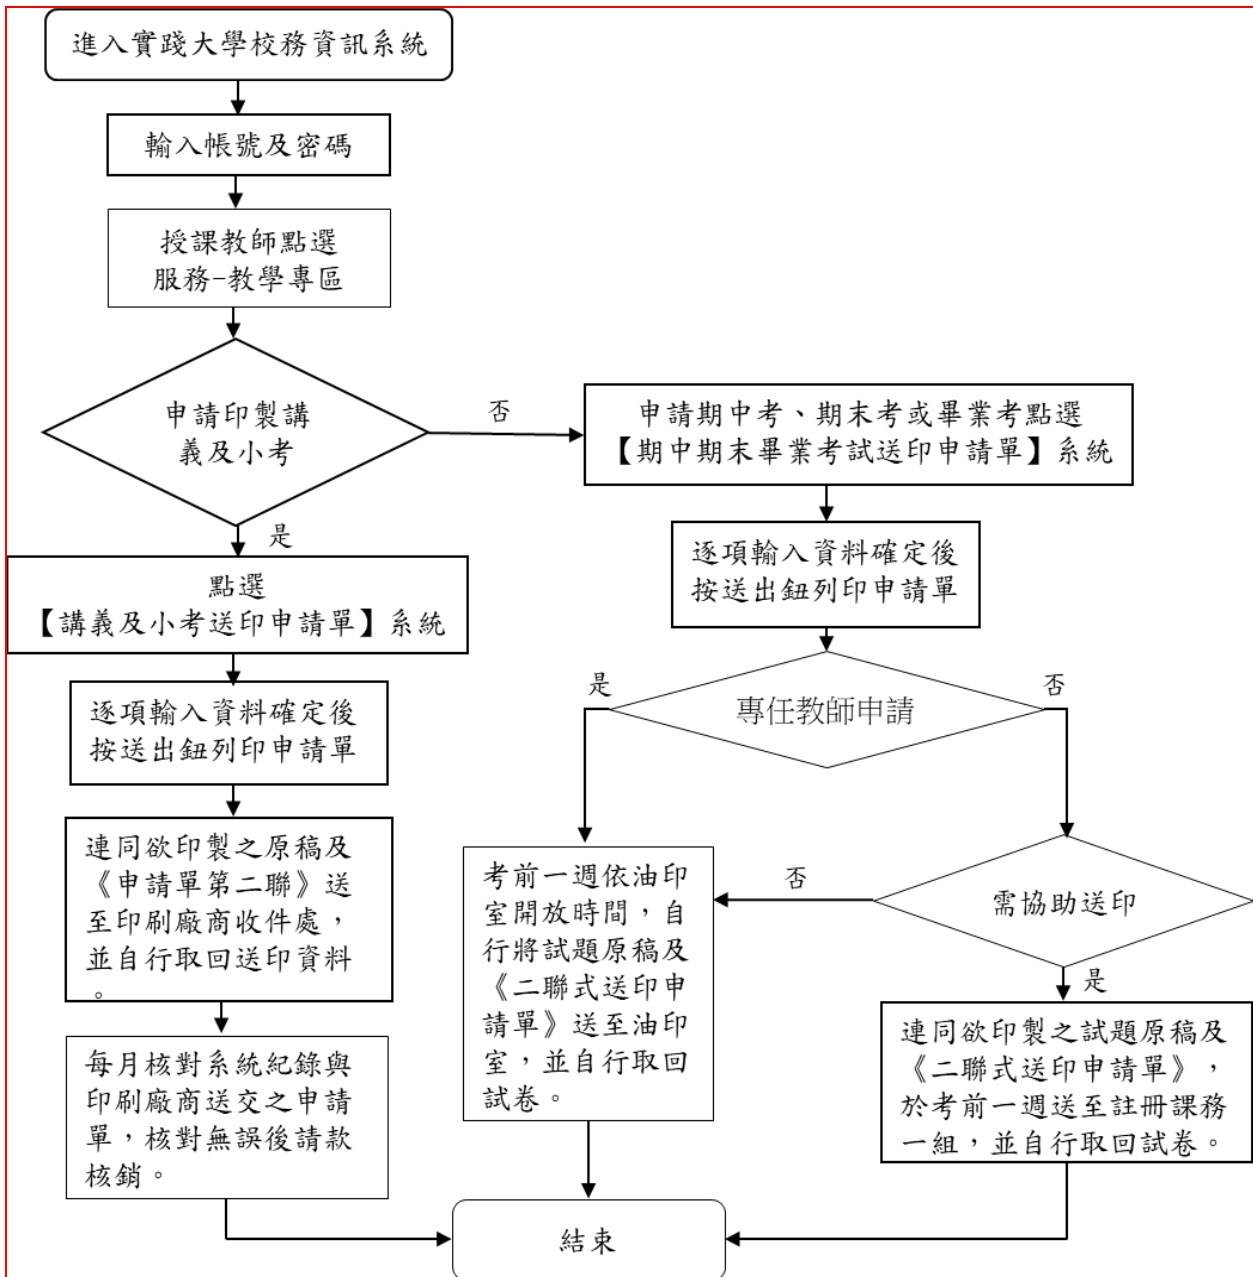 進入實踐大學校務資訊系統
輸入帳號及密碼
授課教師點選
服務-教學專區
申請印製講
義及小考
否
是
點選
【講義及小考送印申請單】系統
逐項輸入資料確定後
按送出鈕列印申請單
連同欲印製之原稿及
《申請單第二聯》送
至印刷廠商收件處，
並自行取回送印資料
。
每月核對系統紀錄與
印刷廠商送交之申請
單，核對無誤後請款
核銷。
申請期中考、期末考或畢業考點選
【期中期末畢業考試送印申請單】系統
逐項輸入資料確定後
按送出鈕列印申請單
專任教師申請
是
否
考前一週依油印
室開放時間，自
行將試題原稿及
《二聯式送印申
請單》送至油印
室，並自行取回
試卷。
需協助送印
否
是
連同欲印製之試題原稿及
《二聯式送印申請單》，
於考前一週送至註冊課務
一組，並自行取回試卷。
結束